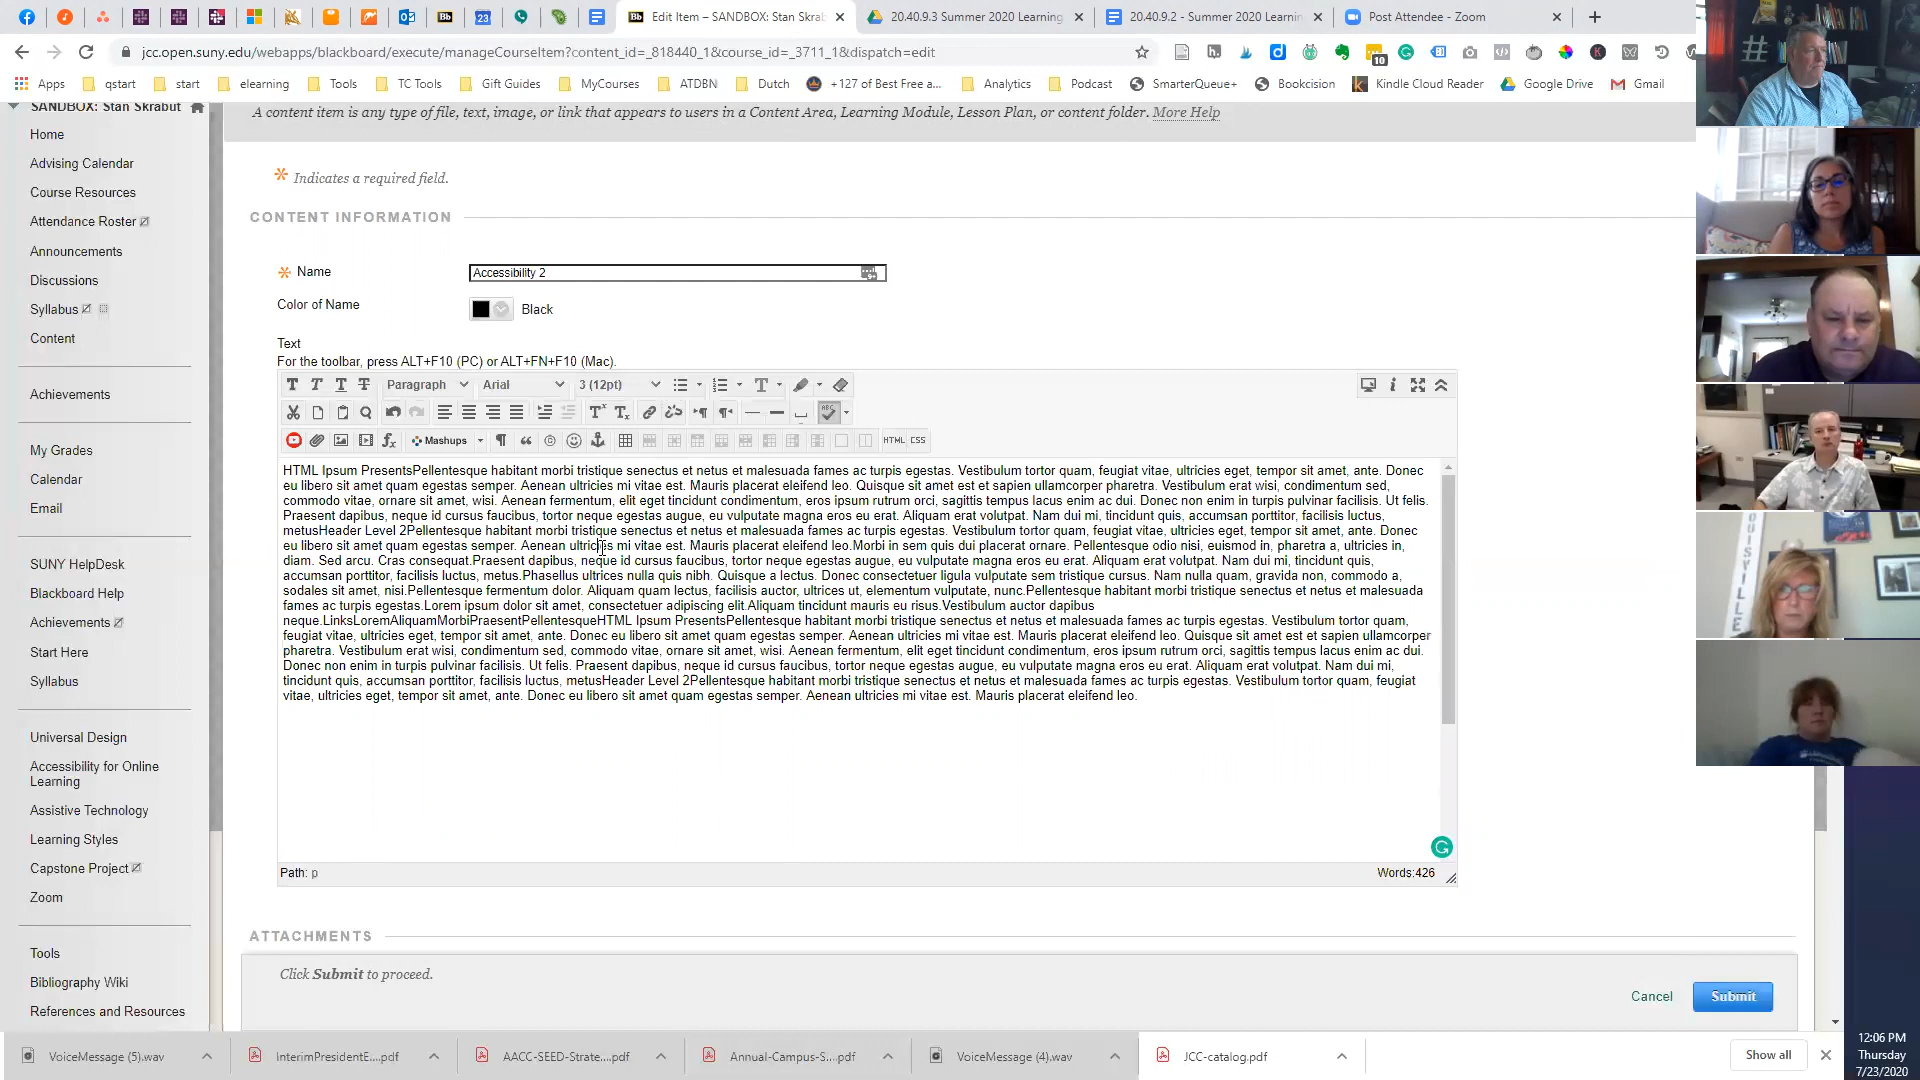 Edit Item – SANDBOX: Stan Skrab
20.40.9.3 Summer 2020 Learning
20.40.9.2 - Summer 2020 Learnin
Post Attendee - Zoom
jcc.open.suny.edu/webapps/blackboard/execute/manageCourseItem?content_id=_818440_1&course_id=_3711_1&dispatch=edit
Apps
qstart
start
elearning
Tools
TC Tools
Gift Guides
MyCourses
ATDBN
Dutch
+127 of Best Free a...
Analytics
Podcast
SmarterQueue+
Bookcision
Kindle Cloud Reader
Google Drive
Gmail
SANDBOX: Stan Skrabut
Home
Advising Calendar
Course Resources
Attendance Roster
Announcements
Discussions
Syllabus
Content
Achievements
My Grades
Calendar
Email
SUNY HelpDesk
Blackboard Help
Achievements
Start Here
Syllabus
Universal Design
Accessibility for Online
Learning
Assistive Technology
Learning Styles
Capstone Project
Zoom
Tools
Bibliography Wiki
References and Resources
A content item is any type of file, text, image, or link that appears to users in a Content Area, Learning Module, Lesson Plan, or content folder. More Help
Indicates a required field.
CONTENT INFORMATION
Name
Accessibility 2
Color of Name
Black
Text
For the toolbar, press ALT+F10 (PC) or ALT+FN+F10 (Mac).
Paragraph
Arial
3 (12pt)
Mashups
HTML CSS
HTML Ipsum PresentsPellentesque habitant morbi tristique senectus et netus et malesuada fames ac turpis egestas. Vestibulum tortor quam, feugiat vitae, ultricies eget, tempor sit amet, ante. Donec
eu libero sit amet quam egestas semper. Aenean ultricies mi vitae est. Mauris placerat eleifend leo. Quisque sit amet est et sapien ullamcorper pharetra. Vestibulum erat wisi, condimentum sed,
commodo vitae, ornare sit amet, wisi. Aenean fermentum, elit eget tincidunt condimentum, eros ipsum rutrum orci, sagittis tempus lacus enim ac dui. Donec non enim in turpis pulvinar facilisis. Ut felis.
Praesent dapibus, neque id cursus faucibus, tortor neque egestas augue, eu vulputate magna eros eu erat. Aliquam erat volutpat. Nam dui mi, tincidunt quis, accumsan porttitor, facilisis luctus,
metusHeader Level 2Pellentesque habitant morbi tristique senectus et netus et malesuada fames ac turpis egestas. Vestibulum tortor quam, feugiat vitae, ultricies eget, tempor sit amet, ante. Donec
eu libero sit amet quam egestas semper. Aenean ultricies mi vitae est. Mauris placerat eleifend leo.Morbi in sem quis dui placerat ornare. Pellentesque odio nisi, euismod in, pharetra a, ultricies in,
diam. Sed arcu. Cras consequat.Praesent dapibus, neque id cursus faucibus, tortor neque egestas augue, eu vulputate magna eros eu erat. Aliquam erat volutpat. Nam dui mi, tincidunt quis,
accumsan porttitor, facilisis luctus, metus.Phasellus ultrices nulla quis nibh. Quisque a lectus. Donec consectetuer ligula vulputate sem tristique cursus. Nam nulla quam, gravida non, commodo a,
sodales sit amet, nisi.Pellentesque fermentum dolor. Aliquam quam lectus, facilisis auctor, ultrices ut, elementum vulputate, nunc.Pellentesque habitant morbi tristique senectus et netus et malesuada
fames ac turpis egestas.Lorem ipsum dolor sit amet, consectetuer adipiscing elit.Aliquam tincidunt mauris eu risus.Vestibulum auctor dapibus
neque.LinksLoremAliquamMorbiPraesentPellentesqueHTML Ipsum PresentsPellentesque habitant morbi tristique senectus et netus et malesuada fames ac turpis egestas. Vestibulum tortor quam,
feugiat vitae, ultricies eget, tempor sit amet, ante. Donec eu libero sit amet quam egestas semper. Aenean ultricies mi vitae est. Mauris placerat eleifend leo. Quisque sit amet est et sapien ullamcorper
pharetra. Vestibulum erat wisi, condimentum sed, commodo vitae, ornare sit amet, wisi. Aenean fermentum, elit eget tincidunt condimentum, eros ipsum rutrum orci, sagittis tempus lacus enim ac dui.
Donec non enim in turpis pulvinar facilisis. Ut felis. Praesent dapibus, neque id cursus faucibus, tortor neque egestas augue, eu vulputate magna eros eu erat. Aliquam erat volutpat. Nam dui mi,
tincidunt quis, accumsan porttitor, facilisis luctus, metusHeader Level 2Pellentesque habitant morbi tristique senectus et netus et malesuada fames ac turpis egestas. Vestibulum tortor quam, feugiat
vitae, ultricies eget, tempor sit amet, ante. Donec eu libero sit amet quam egestas semper. Aenean ultricies mi vitae est. Mauris placerat eleifend leo.
Path: p
Words:426
ATTACHMENTS
Click Submit to proceed.
Cancel
Submit
VoiceMessage (5).wav
InterimPresidentE....pdf
AACC-SEED-Strate....pdf
Annual-Campus-S....pdf
VoiceMessage (4).wav
JCC-catalog.pdf
Show all
12:06 PM
Thursday
7/23/2020